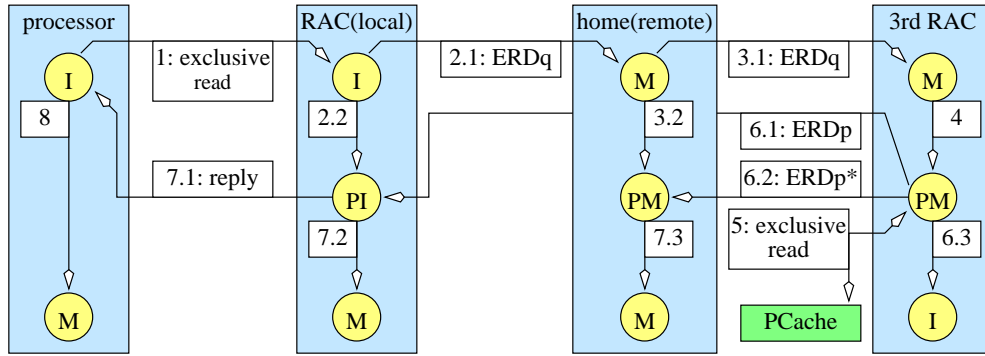 processor
RAC(local)
home(remote)
3rd RAC
1: exclusive
read
2.1: ERDq
3.1: ERDq
I
I
M
M
8
2.2
3.2
4
6.1: ERDp
7.1: reply
6.2: ERDp*
PI
PM
PM
5: exclusive
read
7.2
7.3
6.3
M
M
M
PCache
I